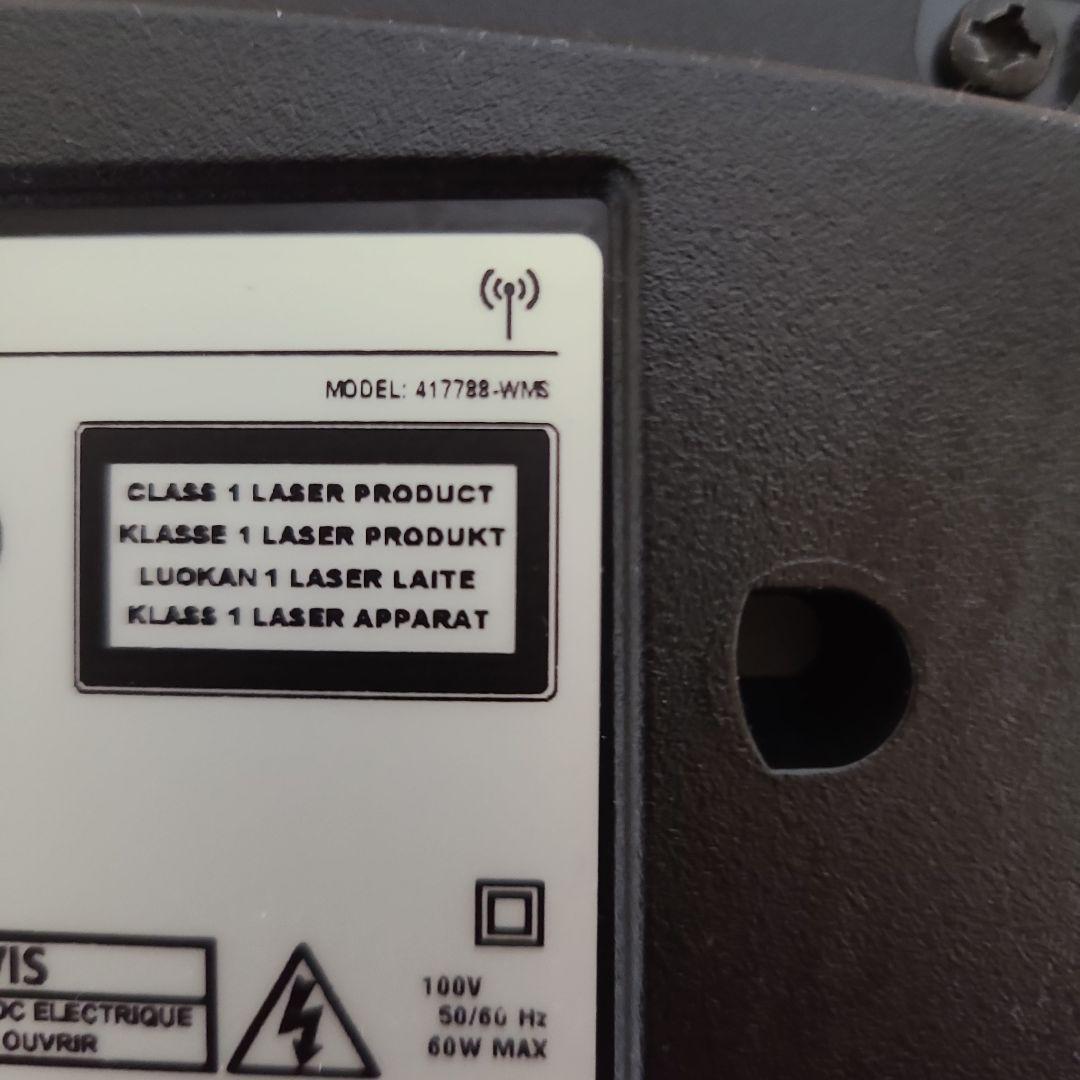 MODEL: 417788-WMS
CLASS 1 LASER PRODUCT
KLASSE 1 LASER PRODUKT
LUOKAN 1 LASER LAITE
KLASS 1 LASER APPARAT
VIS
OC ELECTRIQUE
OUVRIR
100V
50/60 Hz
60W MAX